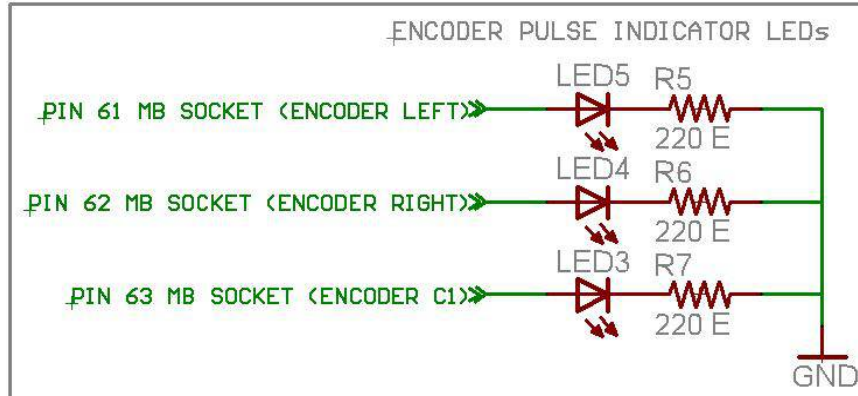 ENCODER PULSE INDICATOR LEDs
LED5 R5
PIN 61 MB SOCKET (ENCODER LEFT)
220 E
LED4 R6
PIN 62 MB SOCKET (ENCODER RIGHT)
220 E
LED3 R7
PIN 63 MB SOCKET (ENCODER C1)
220 E
GND